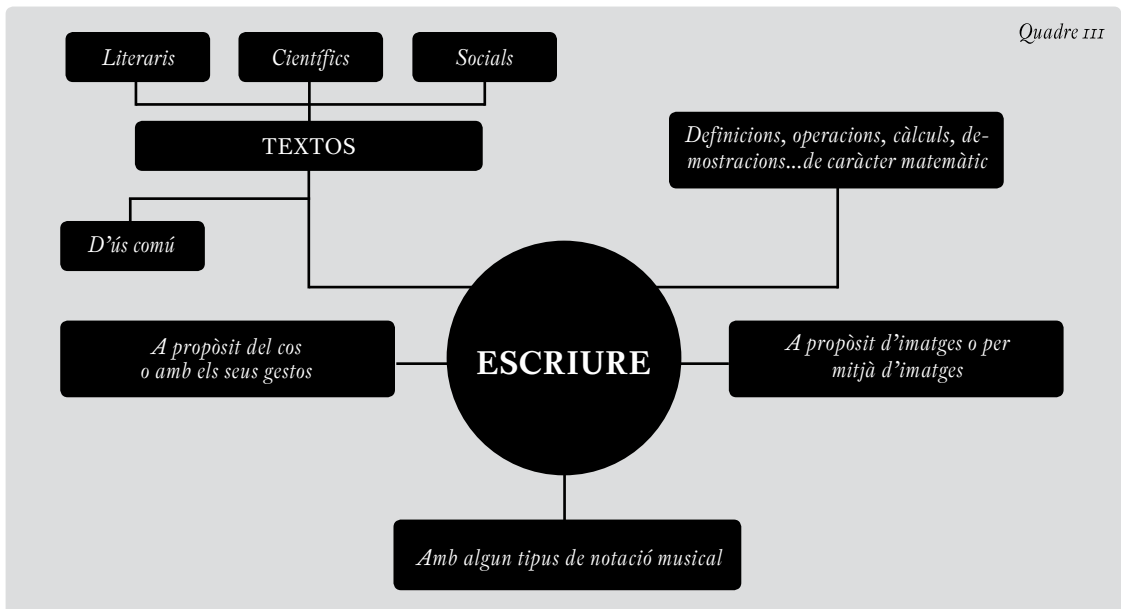 Quadre III
Literaris
Científics
Socials
TEXTOS
Definicions, operacions, càlculs, de-
mostracions...de caràcter matemàtic
D'ús comú
A propòsit del cos
o amb els seus gestos
ESCRIURE
A propòsit d'imatges o per
mitjà d'imatges
Amb algun tipus de notació musical